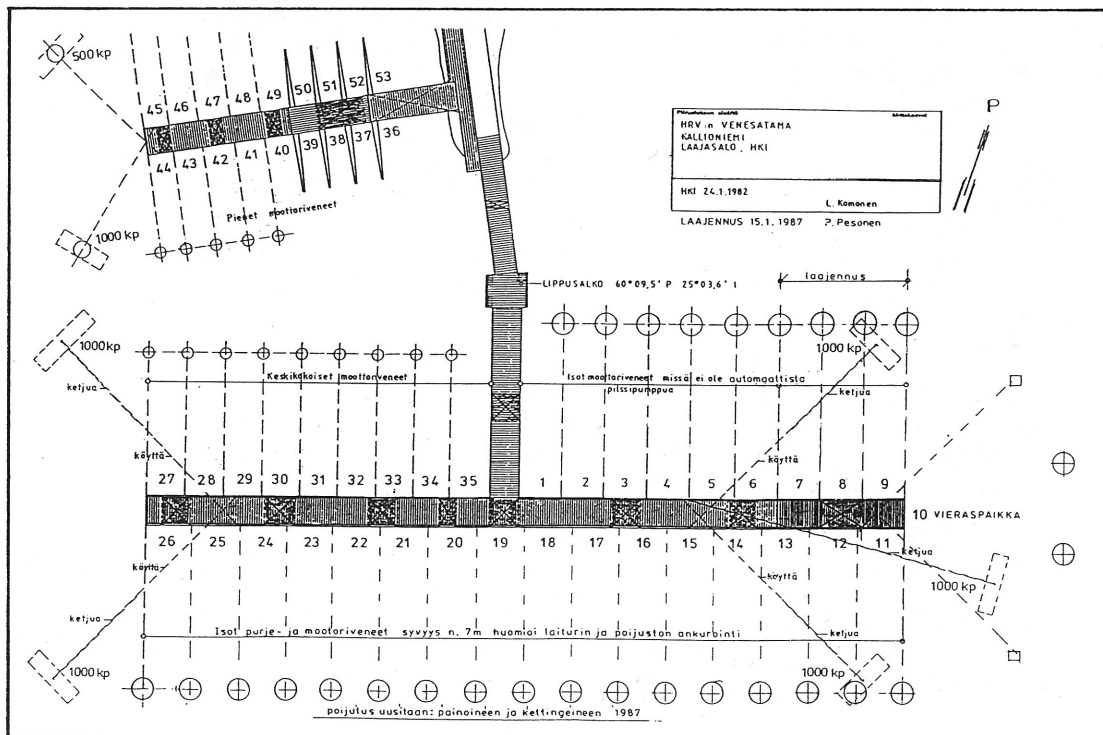 500 kp
45 46 47 48 49 50 51 52 53
44 43 42 41 40 39 38 37 36
Pienet moottoriveneet
1000 kp
HRV:n VENESATAMA
KALLIONIEMI
LAAJASALO, HKI
HKI 24.1.1982
L. Komonen
LAAJENNUS 15.1.1987 P. Pesonen
P
LIPPUSALKO 60°09,5' P 25°03,6' I
laajennus
1000 kp
ketjua
Keskikokoiset moottoriveneet
Isot moottoriveneet missä ei ole automaattista
pilssipumppua
1000 kp
ketjua
köyttä
köyttä
27 28 29 30 31 32 33 34 35 1 2 3 4 5 6 7 8 9
10 VIERASPAIKKA
26 25 24 23 22 21 20 19 18 17 16 15 14 13 12 11
köyttä
köyttä
ketjua
1000 kp
ketjua
ketjua
Isot purje- ja mootoriveneet syvyys n. 7m huomioi laiturin ja poijuston ankurointi
1000 kp
1000 kp
poijutus uusitaan: painoineen ja kettingeineen 1987